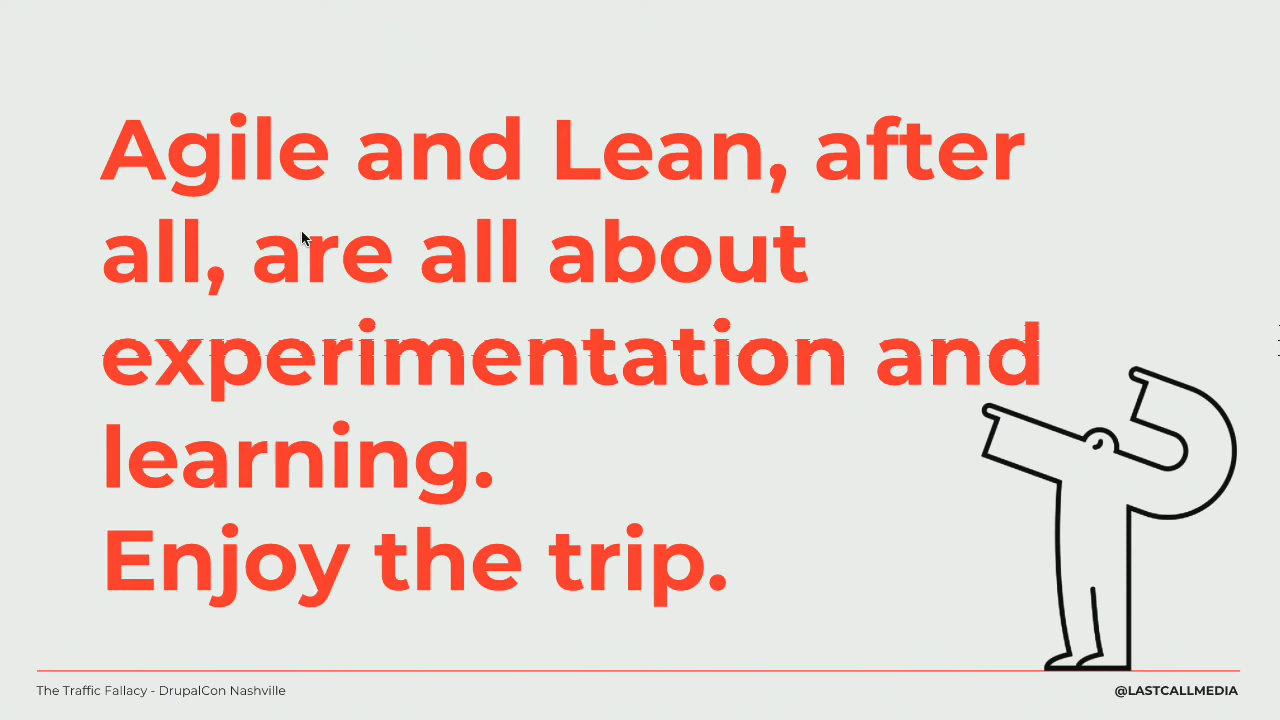 Agile and Lean, after
all, are all about
experimentation and
learning.
Enjoy the trip.
The Traffic Fallacy - DrupalCon Nashville
@LASTCALLMEDIA